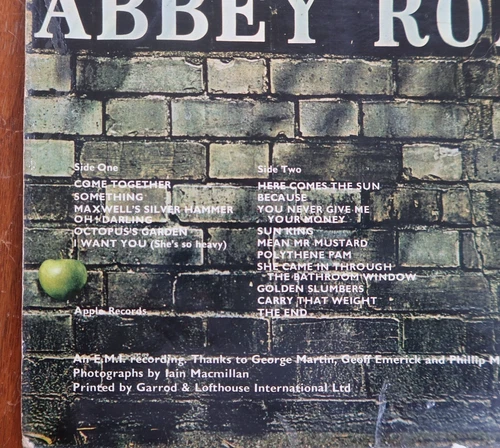 ABBEY RO
Side One
COME TOGETHER
SOMETHING
MAXWELL'S SILVER HAMMER
OH! DARLING
OCTOPUS'S GARDEN
I WANT YOU (She's so heavy)
Side Two
HERE COMES THE SUN
BECAUSE
YOU NEVER GIVE ME
YOUR MONEY
SUN KING
MEAN MR MUSTARD
POLYTHENE PAM
SHE CAME IN THROUGH
THE BATHROOM WINDOW
GOLDEN SLUMBERS
CARRY THAT WEIGHT
THE END
Apple Records
An E.M.I. recording. Thanks to George Martin, Geoff Emerick and Phillip M
Photographs by Iain Macmillan
Printed by Garrod & Lofthouse International Ltd